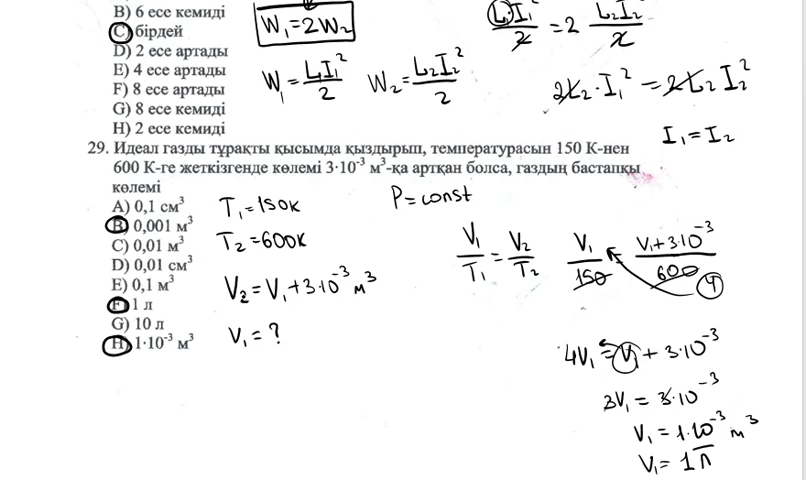 B) 6 есе кемиді
C) бірдей
D) 2 есе артады
E) 4 есе артады
F) 8 есе артады
G) 8 есе кемиді
H) 2 есе кемиді
W₁=2W₂
W₁=L₁I₁²/2 W₂=L₂I₂²/2
L₁I₁²/2 =2 L₂I₂²/2
2L₂·I₁²=2L₂I₂²
I₁=I₂
29. Идеал газды тұрақты қысымда қыздырып, температурасын 150 К-нен
600 К-ге жеткізгенде көлемі 3·10⁻³ м³-қа артқан болса, газдың бастапқы
көлемі
A) 0,1 см³
B) 0,001 м³
C) 0,01 м³
D) 0,01 см³
E) 0,1 м³
F) 1 л
G) 10 л
H) 1·10⁻³ м³
T₁=150к
T₂=600к
V₂=V₁+3·10⁻³ м³
V₁=?
P=const
V₁/T₁=V₂/T₂ V₁/150 = V₁+3·10⁻³/600 4
4V₁=V₁+3·10⁻³
3V₁=3·10⁻³
V₁=1·10⁻³ м³
V₁=1л